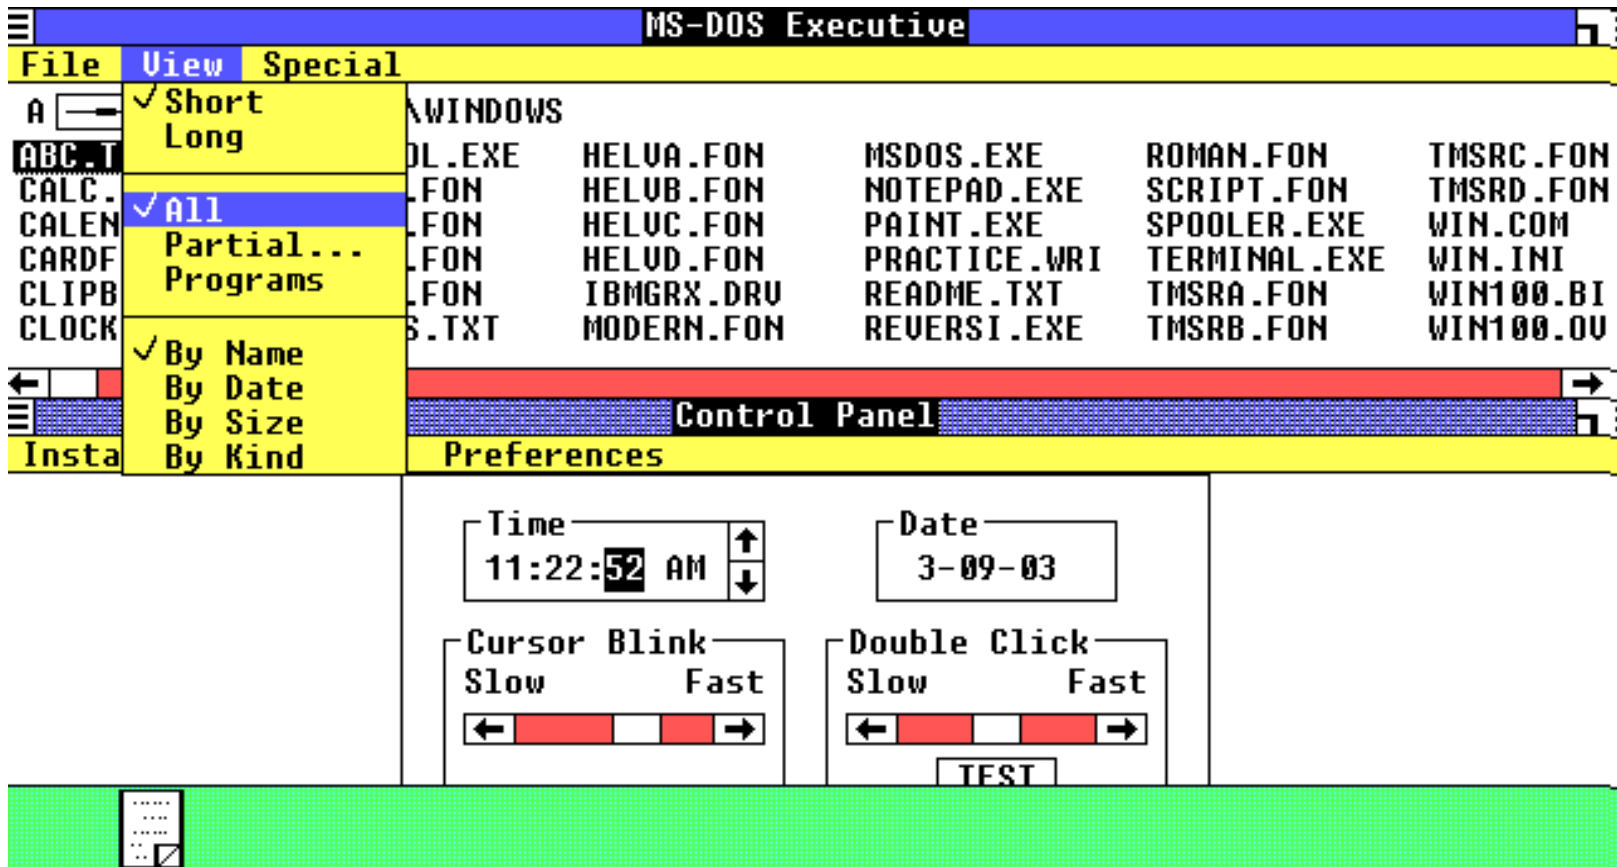 MS-DOS Executive
File View Special
A \WINDOWS
Short
Long
All
Partial...
Programs
By Name
By Date
By Size
By Kind
ABC.T OL.EXE HELVA.FON MSDOS.EXE ROMAN.FON TMSRC.FON
CALC. .FON HELVB.FON NOTEPAD.EXE SCRIPT.FON TMSRD.FON
CALEN .FON HELVC.FON PAINT.EXE SPOOLER.EXE WIN.COM
CARDF .FON HELVD.FON PRACTICE.WRI TERMINAL.EXE WIN.INI
CLIPB .FON IBMGRX.DRV README.TXT TMSRA.FON WIN100.BI
CLOCK S.TXT MODERN.FON REVERSI.EXE TMSRB.FON WIN100.OV
Control Panel
Insta Preferences
Time
11:22:52 AM
Date
3-09-03
Cursor Blink
Slow Fast
Double Click
Slow Fast
TEST